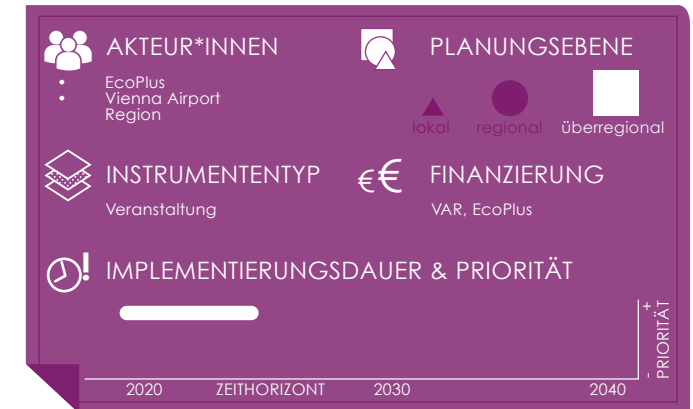 AKTEUR*INNEN
• EcoPlus
• Vienna Airport
Region
PLANUNGSEBENE
lokal regional überregional
INSTRUMENTENTYP
Veranstaltung
€€ FINANZIERUNG
VAR, EcoPlus
! IMPLEMENTIERUNGSDAUER & PRIORITÄT
- PRIORITÄT +
2020 ZEITHORIZONT 2030 2040